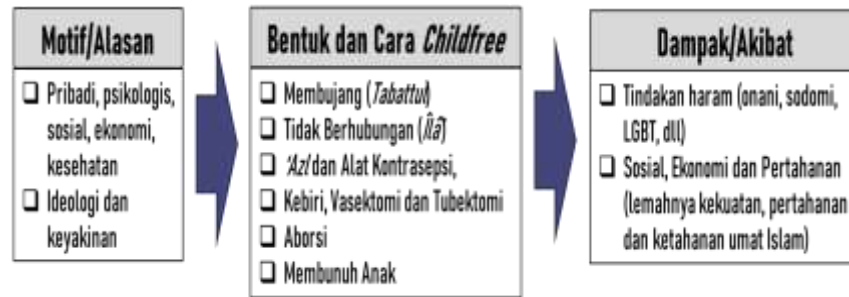 Motif/Alasan
❑ Pribadi, psikologis,
sosial, ekonomi,
kesehatan
❑ Ideologi dan
keyakinan
Bentuk dan Cara Childfree
❑ Membujang (Tabattul)
❑ Tidak Berhubungan (Îlâ)
❑ ‘Azl dan Alat Kontrasepsi,
❑ Kebiri, Vasektomi dan Tubektomi
❑ Aborsi
❑ Membunuh Anak
Dampak/Akibat
❑ Tindakan haram (onani, sodomi,
LGBT, dll)
❑ Sosial, Ekonomi dan Pertahanan
(lemahnya kekuatan, pertahanan
dan ketahanan umat Islam)